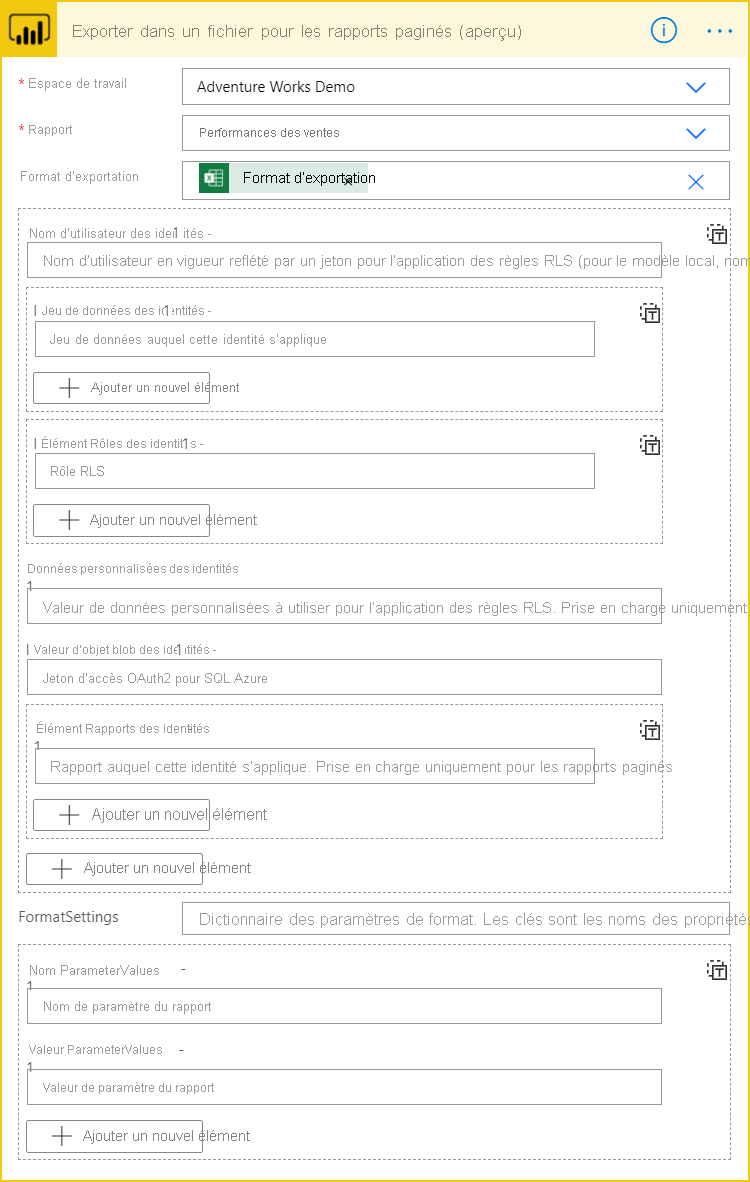 Exporter dans un fichier pour les rapports paginés (aperçu)
* Espace de travail
Adventure Works Demo
* Rapport
Performances des ventes
Format d'exportation
Format d'exportation
Nom d'utilisateur des identités - 1
Nom d'utilisateur en vigueur reflété par un jeton pour l'application des règles RLS (pour le modèle local, nom
Jeu de données des identités - 1
Jeu de données auquel cette identité s'applique
Ajouter un nouvel élément
Élément Rôles des identités - 1
Rôle RLS
Ajouter un nouvel élément
Données personnalisées des identités
1
Valeur de données personnalisées à utiliser pour l'application des règles RLS. Prise en charge uniquement
Valeur d'objet blob des identités - 1
Jeton d'accès OAuth2 pour SQL Azure
Élément Rapports des identités
1
Rapport auquel cette identité s'applique. Prise en charge uniquement pour les rapports paginés
Ajouter un nouvel élément
Ajouter un nouvel élément
FormatSettings
Dictionnaire des paramètres de format. Les clés sont les noms des propriétés
Nom ParameterValues -
1
Nom de paramètre du rapport
Valeur ParameterValues -
1
Valeur de paramètre du rapport
Ajouter un nouvel élément